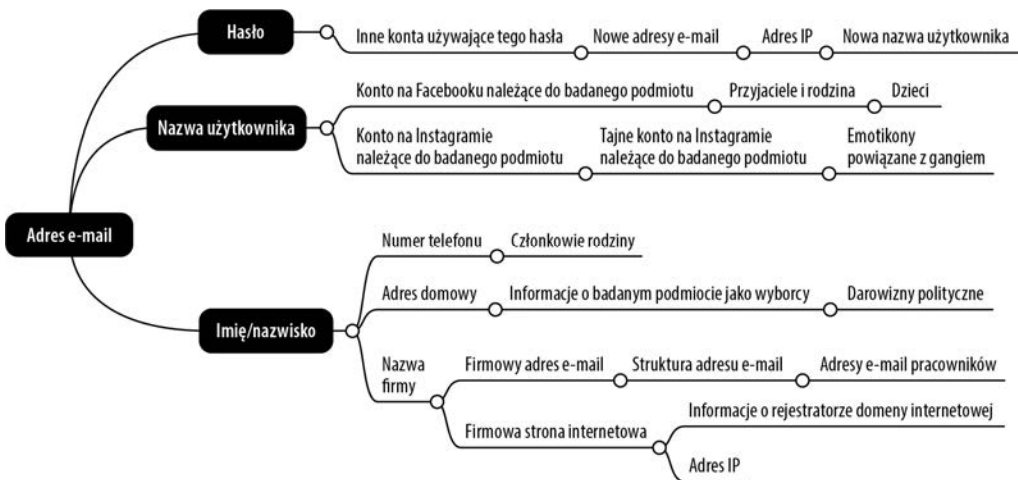 Hasło
Inne konta używające tego hasła
Nowe adresy e-mail
Adres IP
Nowa nazwa użytkownika
Nazwa użytkownika
Konto na Facebooku należące do badanego podmiotu
Przyjaciele i rodzina
Dzieci
Konto na Instagramie
należące do badanego podmiotu
Tajne konto na Instagramie
należące do badanego podmiotu
Emotikony
powiązane z gangiem
Adres e-mail
Imię/nazwisko
Numer telefonu
Członkowie rodziny
Adres domowy
Informacje o badanym podmiocie jako wyborcy
Darowizny polityczne
Nazwa
firmy
Firmowy adres e-mail
Struktura adresu e-mail
Adresy e-mail pracowników
Firmowa strona internetowa
Informacje o rejestratorze domeny internetowej
Adres IP